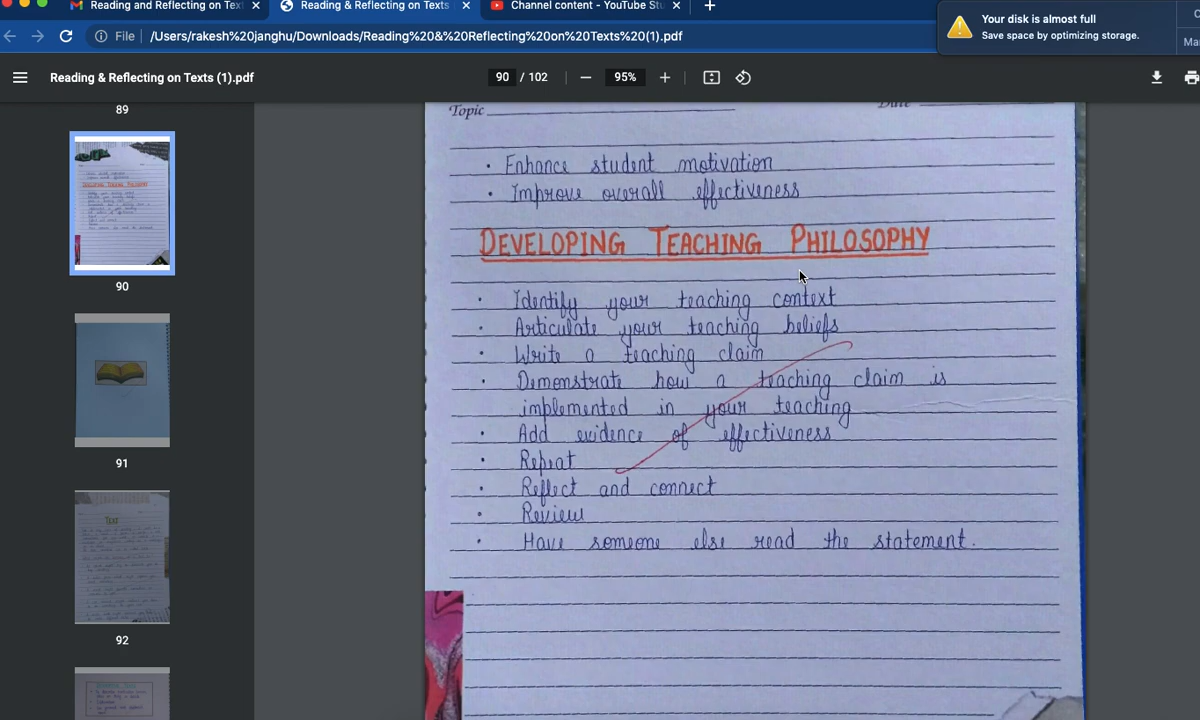 Reading and Reflecting on Tex
Reading & Reflecting on Texts
Channel content - YouTube Stu
Your disk is almost full
Save space by optimizing storage.
File
/Users/rakesh%20janghu/Downloads/Reading%20&%20Reflecting%20on%20Texts%20(1).pdf
Reading & Reflecting on Texts (1).pdf
90 / 102
95%
89
90
91
92
Topic
Date
• Enhance student motivation
• Improve overall effectiveness
DEVELOPING TEACHING PHILOSOPHY
• Identify your teaching context
• Articulate your teaching beliefs
• Write a teaching claim
• Demonstrate how a teaching claim is
implemented in your teaching
• Add evidence of effectiveness
• Repeat
• Reflect and connect
• Review
• Have someone else read the statement.